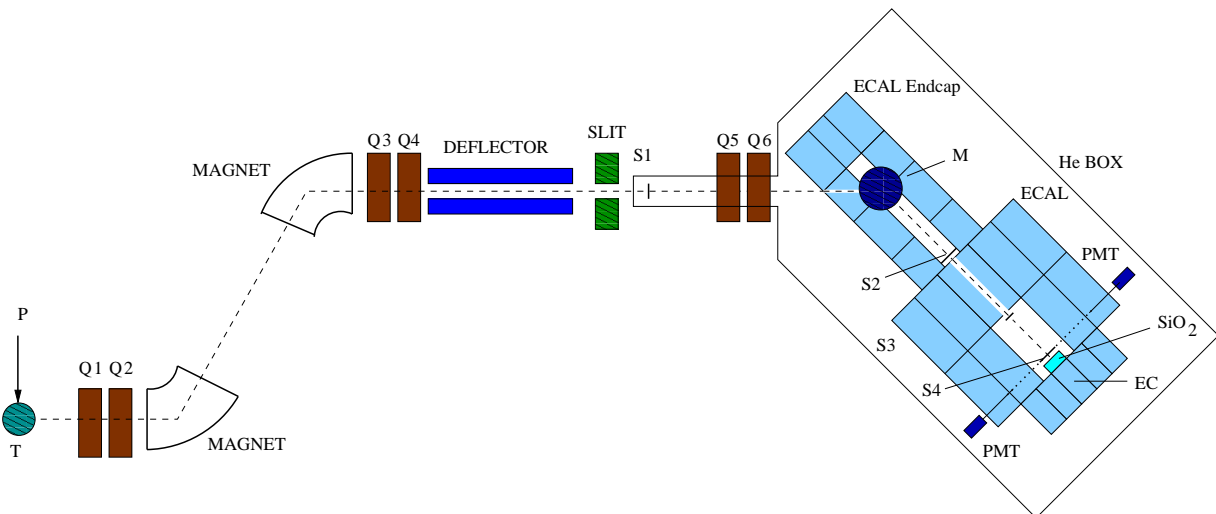 ECAL Endcap
SLIT
Q3 Q4
DEFLECTOR
S1
Q5 Q6
M
He BOX
MAGNET
ECAL
PMT
S2
P
SiO2
S3
Q1 Q2
S4
EC
MAGNET
T
PMT